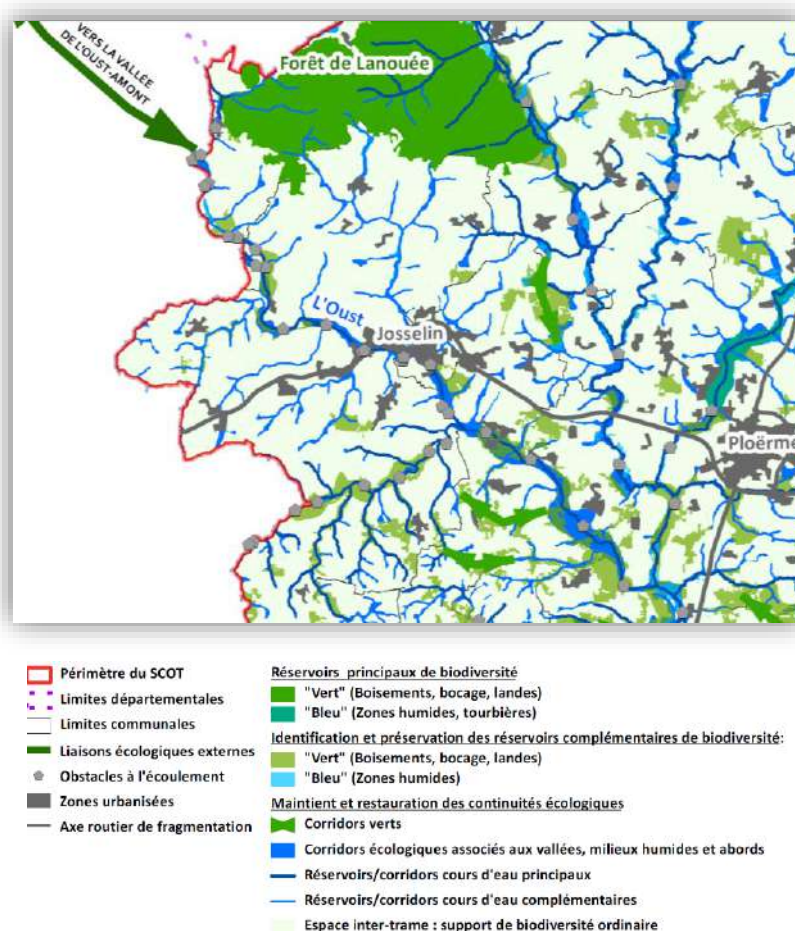 VERS LA VALLÉE
DE L'OUST-AMONT
Forêt de Lanouée
L'Oust
Josselin
Ploërme
Périmètre du SCOT
Limites départementales
Limites communales
Liaisons écologiques externes
Obstacles à l'écoulement
Zones urbanisées
Axe routier de fragmentation
Réservoirs principaux de biodiversité
"Vert" (Boisements, bocage, landes)
"Bleu" (Zones humides, tourbières)
Identification et préservation des réservoirs complémentaires de biodiversité:
"Vert" (Boisements, bocage, landes)
"Bleu" (Zones humides)
Maintient et restauration des continuités écologiques
Corridors verts
Corridors écologiques associés aux vallées, milieux humides et abords
Réservoirs/corridors cours d'eau principaux
Réservoirs/corridors cours d'eau complémentaires
Espace inter-trame : support de biodiversité ordinaire